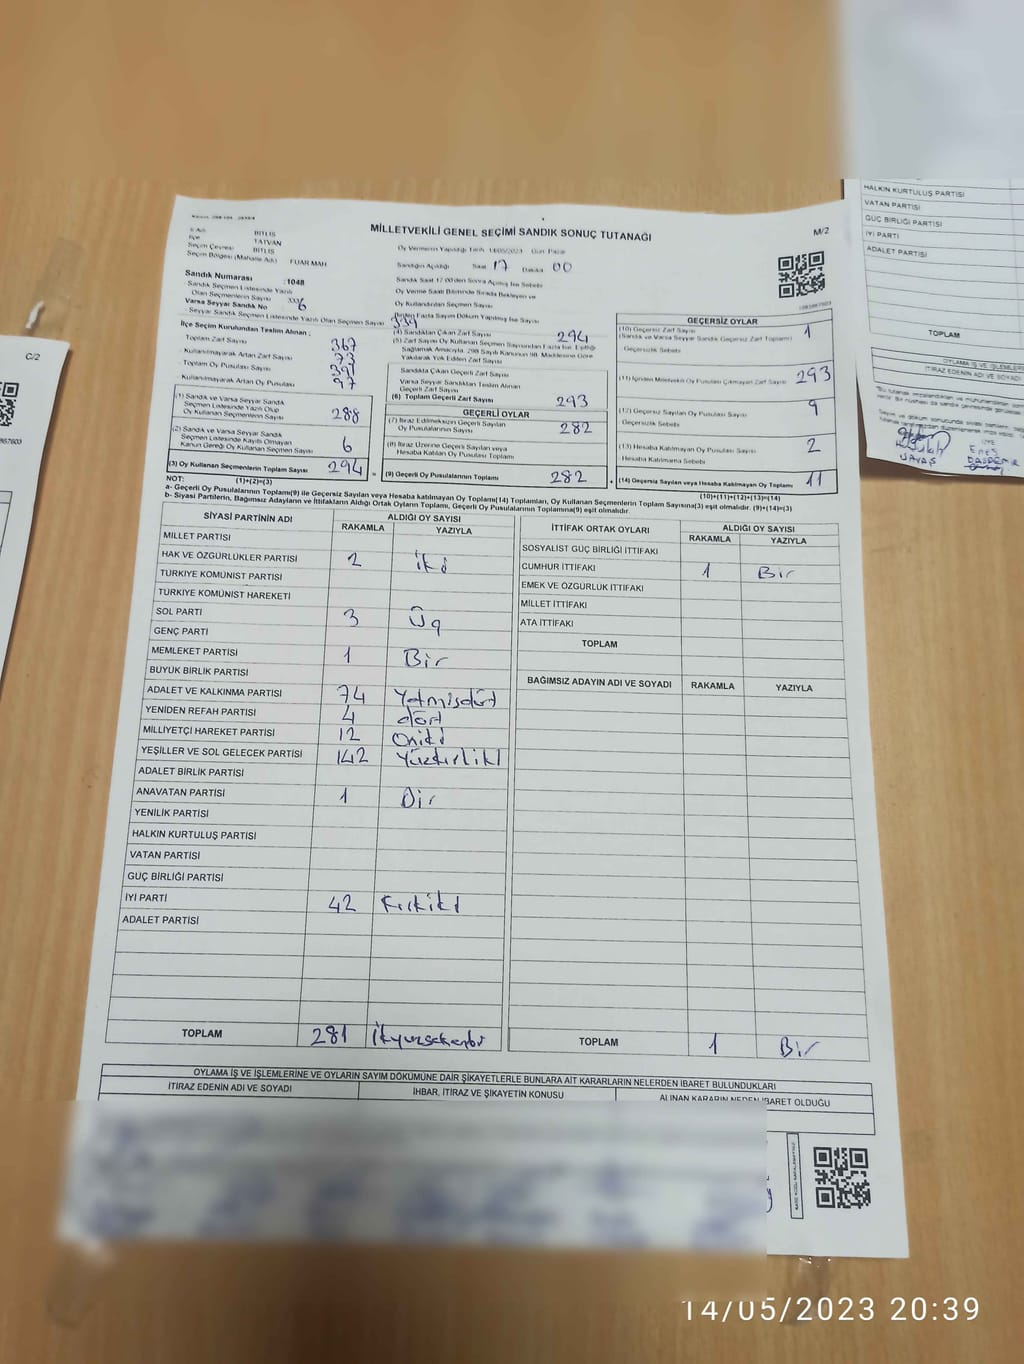 MİLLETVEKİLİ GENEL SEÇİMİ SANDIK SONUÇ TUTANAĞI
M/2
İli Adı BİTLİS
İlçe TATVAN
Seçim Çevresi BİTLİS
Seçim Bölgesi (Mahalle Adı) FUAR MAH
Oy Vermenin Yapıldığı Tarih 14/05/2023 Gün Pazar
Sandığın Açıldığı Saat 17 Dakika 00
Sandık Saat 17:00'den Sonra Açılmış İse Sebebi
Oy Verme Saati Bitiminde Sırada Bekleyen ve
Oy Kullandırılan Seçmen Sayısı
Birden Fazla Sayım Döküm Yapılmış İse Sayısı
Sandık Numarası : 1048
Sandık Seçmen Listesinde Yazılı
Olan Seçmenlerin Sayısı
Varsa Seyyar Sandık No
Seyyar Sandık Seçmen Listesinde Yazılı Olan Seçmen Sayısı
İlçe Seçim Kurulundan Teslim Alınan :
Toplam Zarf Sayısı 367
Kullanılmayarak Artan Zarf Sayısı 73
Toplam Oy Pusulası Sayısı 391
Kullanılmayarak Artan Oy Pusulası 97
(1) Sandık ve Varsa Seyyar Sandık
Seçmen Listesinde Yazılı Olup
Oy Kullanan Seçmenlerin Sayısı 288
(2) Sandık ve Varsa Seyyar Sandık
Seçmen Listesinde Kayıtlı Olmayan
Kanun Gereği Oy Kullanan Seçmen Sayısı 6
(3) Oy Kullanan Seçmenlerin Toplam Sayısı 294
(1)+(2)=(3)
(4) Sandıktan Çıkan Zarf Sayısı 294
(5) Zarf Sayısı Oy Kullanan Seçmen Sayısından Fazla İse, Eşitliği
Sağlamak Amacıyla, 298 Sayılı Kanunun 98. Maddesine Göre
Yakılarak Yok Edilen Zarf Sayısı
Sandıkta Çıkan Geçerli Zarf Sayısı
Varsa Seyyar Sandıktan Teslim Alınan
Geçerli Zarf Sayısı
(6) Toplam Geçerli Zarf Sayısı 293
GEÇERLİ OYLAR
(7) İtiraz Edilmeksizin Geçerli Sayılan
Oy Pusulasının Sayısı 282
(8) İtiraz Üzerine Geçerli Sayılan veya
Hesaba Katılan Oy Pusulası Toplamı
= (9) Geçerli Oy Pusulalarının Toplamı 282
GEÇERSİZ OYLAR
(10) Geçersiz Zarf Sayısı 1
(Sandık ve Varsa Seyyar Sandık Geçersiz Zarf Toplamı)
Geçersizlik Sebebi
(11) İçinden Milletvekili Oy Pusulası Çıkmayan Zarf Sayısı 293
(12) Geçersiz Sayılan Oy Pusulası Sayısı 9
Geçersizlik Sebebi
(13) Hesaba Katılmayan Oy Pusulası Sayısı 2
Hesaba Katılmama Sebebi
+ (14) Geçersiz Sayılan veya Hesaba Katılmayan Oy Toplamı 11
(10)+(11)+(12)+(13)=(14)
NOT:
a- Geçerli Oy Pusulalarının Toplamı(9) ile Geçersiz Sayılan veya Hesaba katılmayan Oy Toplamı(14) Toplamları, Oy Kullanan Seçmenlerin Toplam Sayısına(3) eşit olmalıdır. (9)+(14)=(3)
b- Siyasi Partilerin, Bağımsız Adayların ve İttifakların Aldığı Ortak Oyların Toplamı, Geçerli Oy Pusulalarının Toplamına(9) eşit olmalıdır.
SİYASİ PARTİNİN ADI ALDIĞI OY SAYISI
RAKAMLA YAZIYLA
MİLLET PARTİSİ
HAK VE ÖZGÜRLÜKLER PARTİSİ 2 iki
TÜRKİYE KOMÜNİST PARTİSİ
TÜRKİYE KOMÜNİST HAREKETİ
SOL PARTİ 3 Üç
GENÇ PARTİ
MEMLEKET PARTİSİ 1 Bir
BÜYÜK BİRLİK PARTİSİ
ADALET VE KALKINMA PARTİSİ 74 Yetmişdört
YENİDEN REFAH PARTİSİ 4 dört
MİLLİYETÇİ HAREKET PARTİSİ 12 Oniki
YEŞİLLER VE SOL GELECEK PARTİSİ 142 Yüzkırkiki
ADALET BİRLİK PARTİSİ
ANAVATAN PARTİSİ 1 Bir
YENİLİK PARTİSİ
HALKIN KURTULUŞ PARTİSİ
VATAN PARTİSİ
GÜÇ BİRLİĞİ PARTİSİ
İYİ PARTİ 42 Kırkiki
ADALET PARTİSİ
TOPLAM 281 İkiyüzseksenbir
İTTİFAK ORTAK OYLARI ALDIĞI OY SAYISI
RAKAMLA YAZIYLA
SOSYALİST GÜÇ BİRLİĞİ İTTİFAKI
CUMHUR İTTİFAKI 1 Bir
EMEK VE ÖZGÜRLÜK İTTİFAKI
MİLLET İTTİFAKI
ATA İTTİFAKI
TOPLAM
BAĞIMSIZ ADAYIN ADI VE SOYADI RAKAMLA YAZIYLA
TOPLAM 1 Bir
OYLAMA İŞ VE İŞLEMLERİNE VE OYLARIN SAYIM DÖKÜMÜNE DAİR ŞİKAYETLERLE BUNLARA AİT KARARLARIN NELERDEN İBARET BULUNDUKLARI
İTİRAZ EDENİN ADI VE SOYADI İHBAR, İTİRAZ VE ŞİKAYETİN KONUSU ALINAN KARARIN NEDEN İBARET OLDUĞU
C/2
HALKIN KURTULUŞ PARTİSİ
VATAN PARTİSİ
GÜÇ BİRLİĞİ PARTİSİ
İYİ PARTİ
ADALET PARTİSİ
TOPLAM
OYLAMA İŞ VE İŞLEMLERİNE
İTİRAZ EDENİN ADI VE SOYADI
ÜYE
14/05/2023 20:39